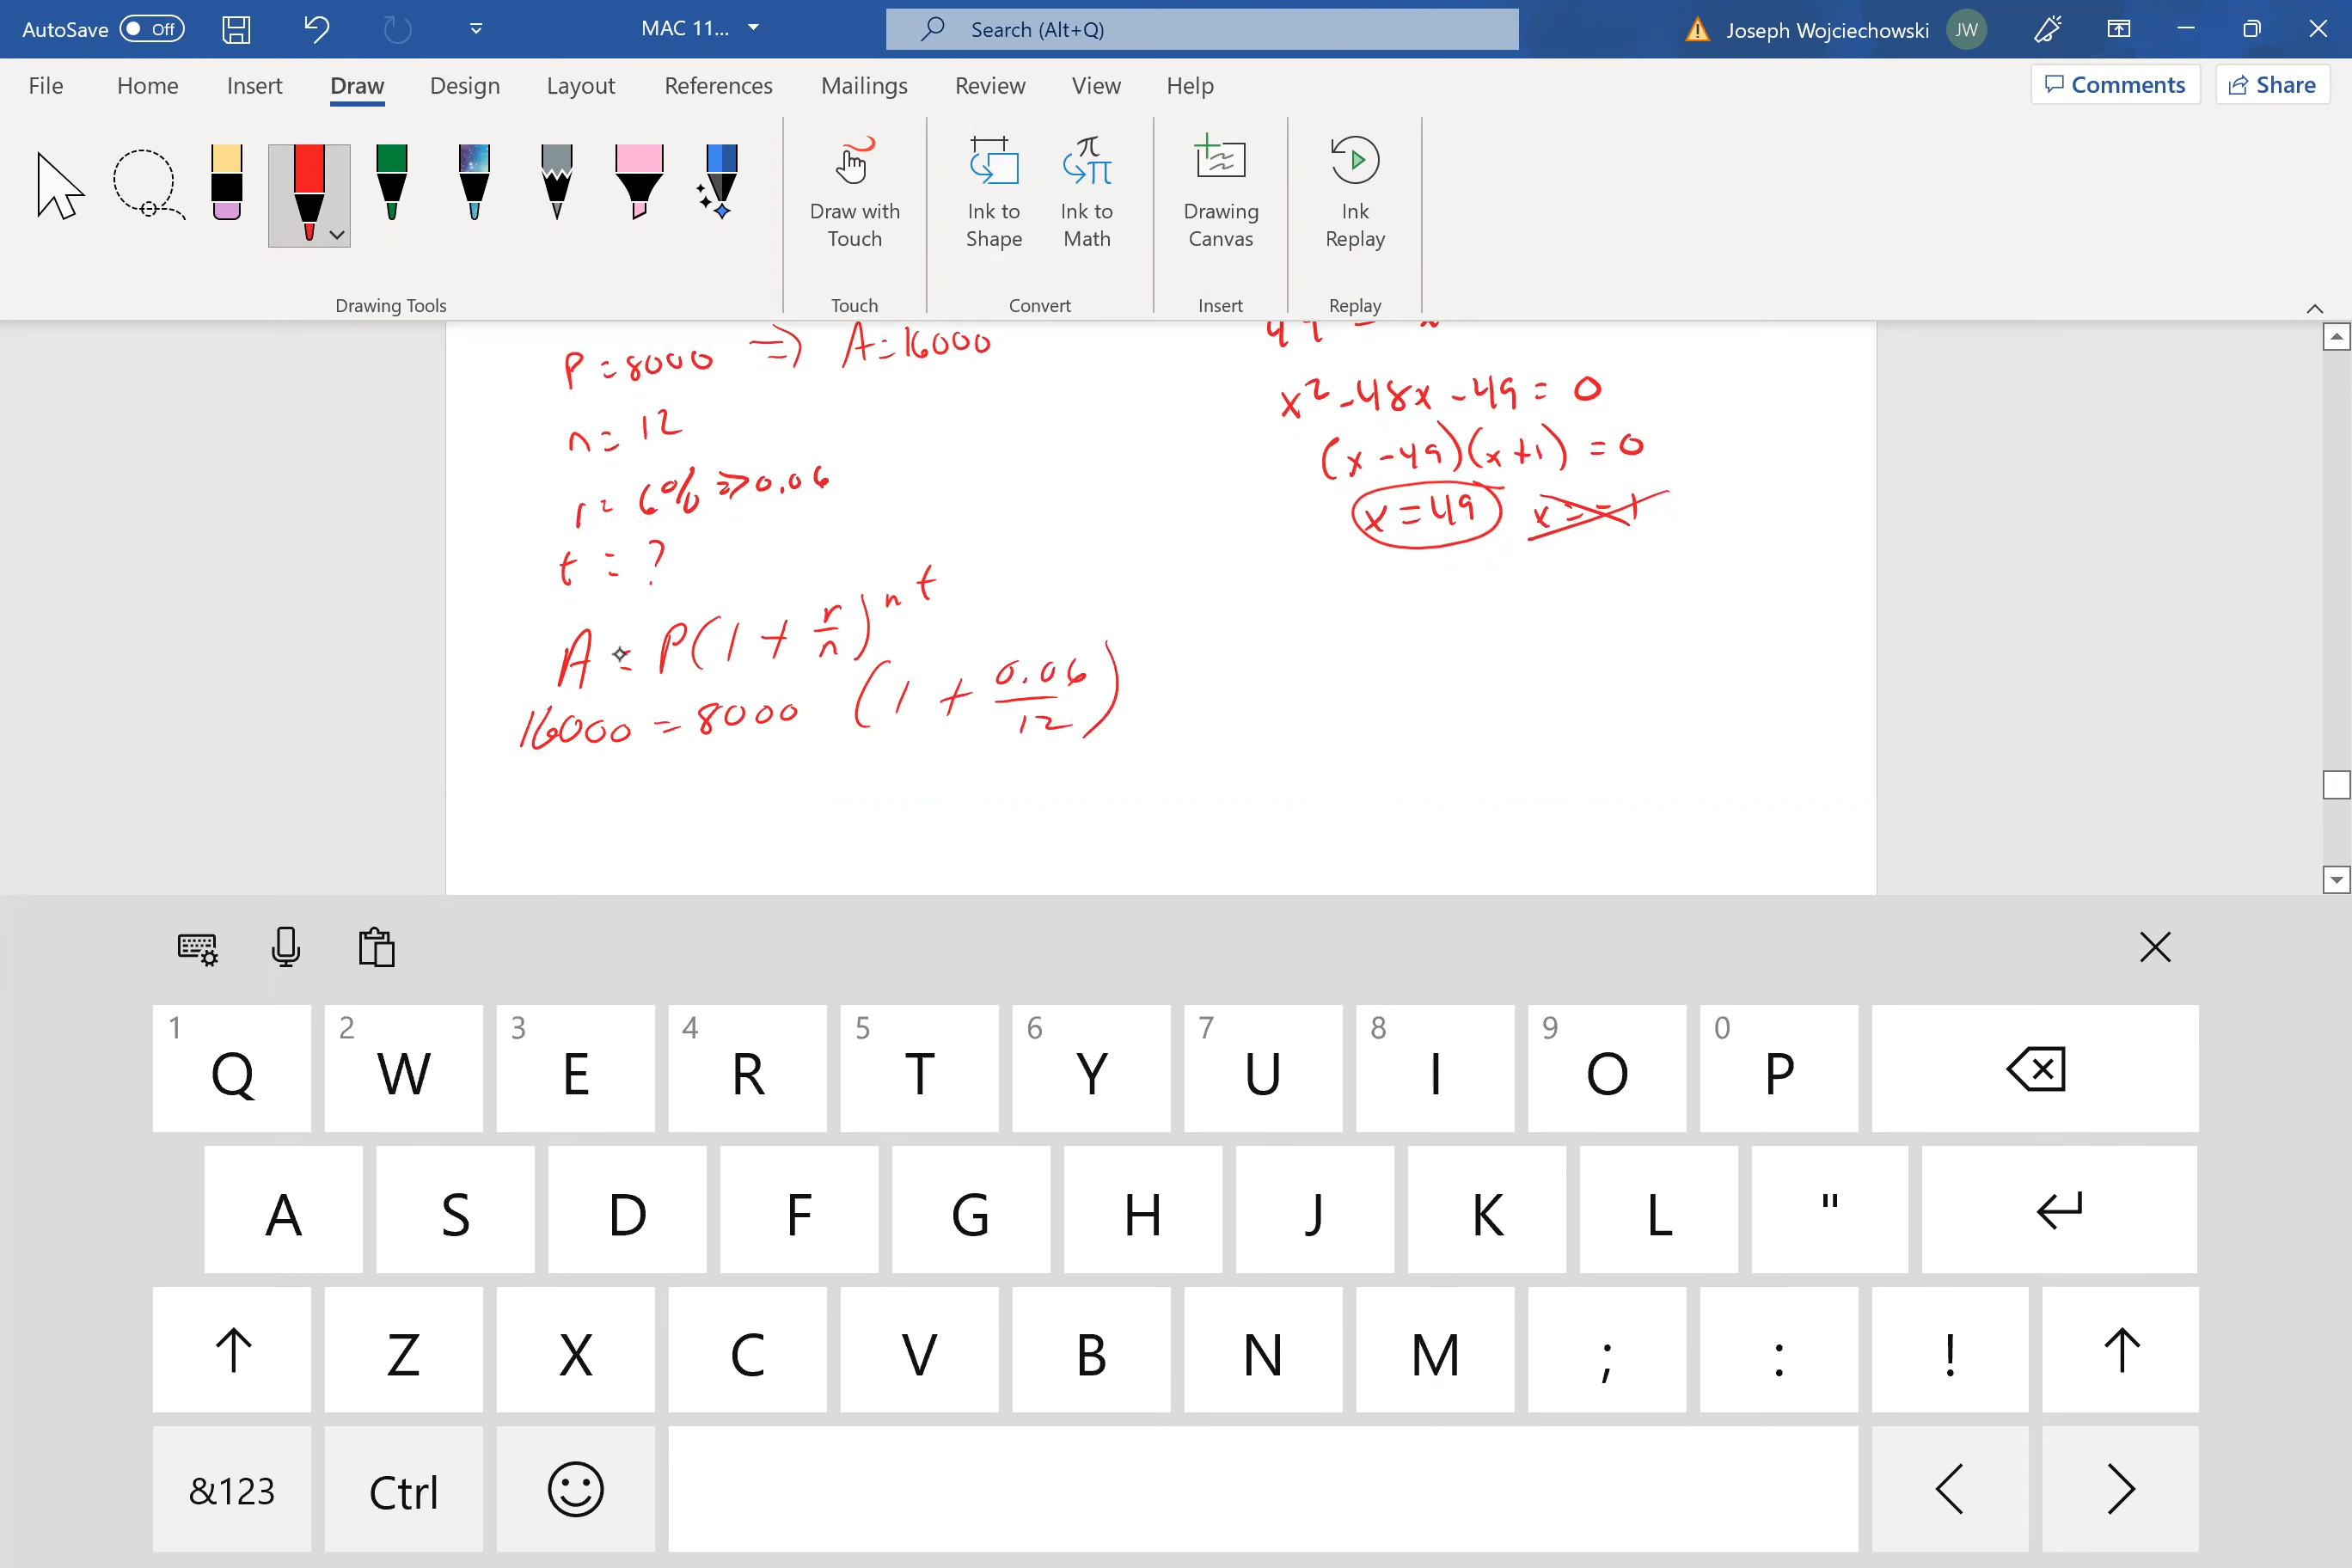 AutoSave Off MAC 11... Search (Alt+Q) Joseph Wojciechowski JW
File Home Insert Draw Design Layout References Mailings Review View Help Comments Share
Draw with Touch
Ink to Shape
Ink to Math
Drawing Canvas
Ink Replay
Drawing Tools Touch Convert Insert Replay
P = 8000 ⇒ A = 16000
n = 12
r = 6% ⇒ 0.06
t = ?
A = P(1 + r/n)^nt
16000 = 8000 (1 + 0.06/12)
x² - 48x - 49 = 0
(x - 49)(x + 1) = 0
x = 49 x = -1
1 Q 2 W 3 E 4 R 5 T 6 Y 7 U 8 I 9 O 0 P
A S D F G H J K L "
Z X C V B N M ; : !
&123 Ctrl